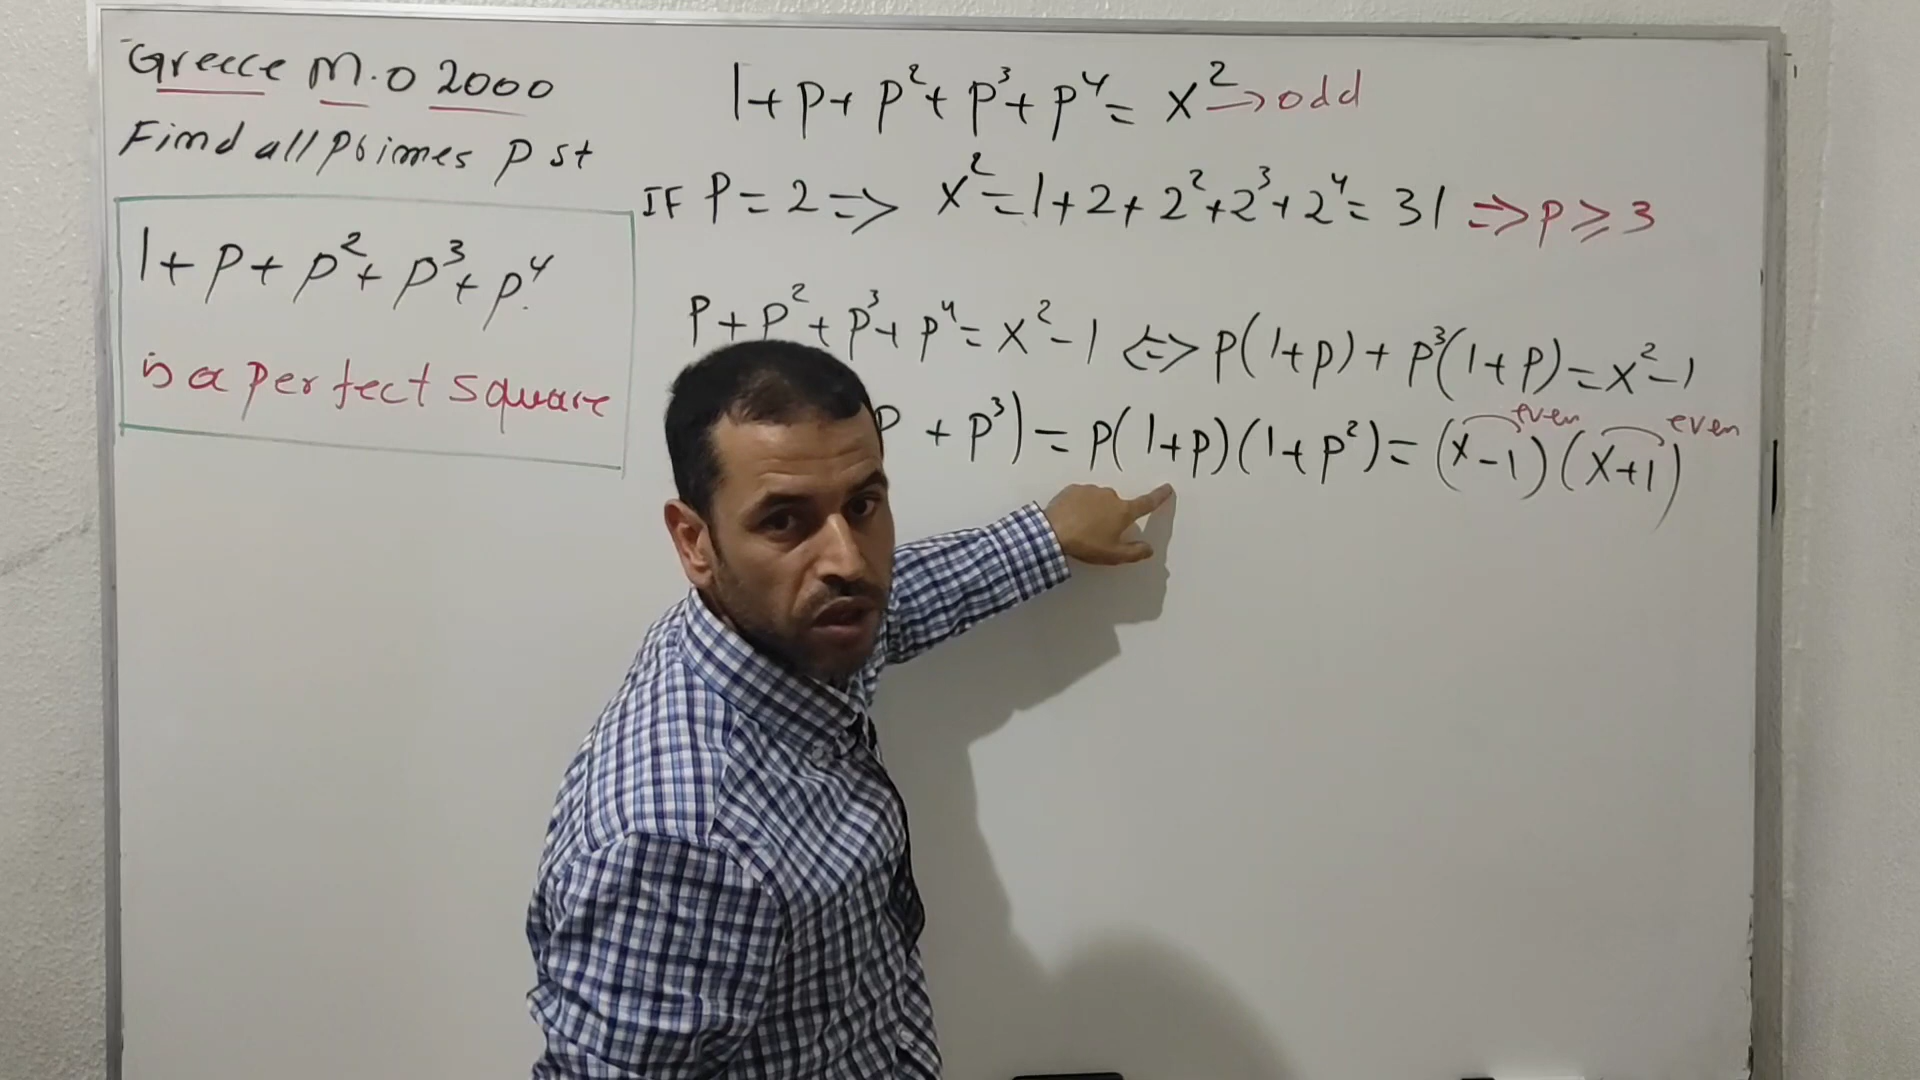 Greece M.O 2000
Find all primes p st
1 + p + p² + p³ + p⁴
is a perfect square
1 + p + p² + p³ + p⁴ = x² → odd
IF p = 2 => x² = 1 + 2 + 2² + 2³ + 2⁴ = 31 => p ≥ 3
p + p² + p³ + p⁴ = x² - 1 <=> p(1+p) + p³(1+p) = x² - 1
p + p³) = p(1+p)(1+p²) = (x-1)(x+1)
even even